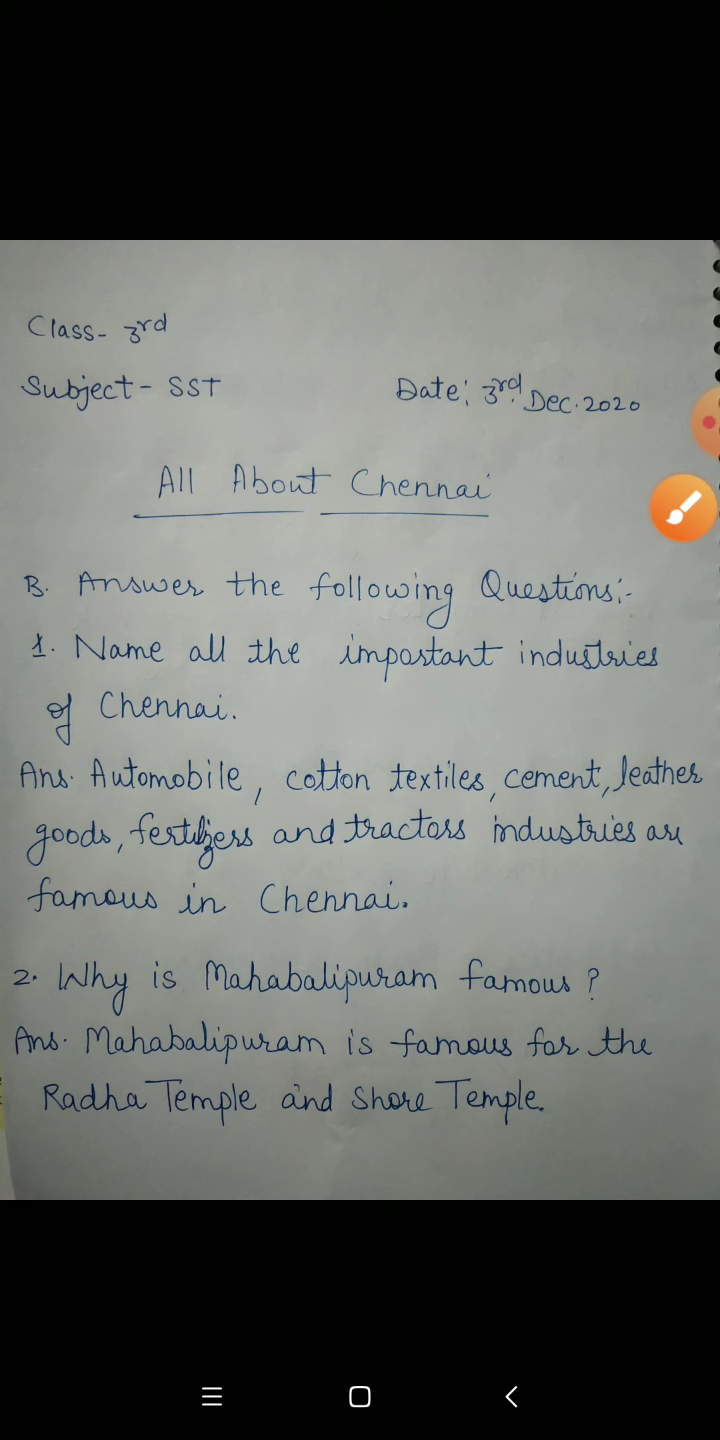 Class- 3rd
Subject - SST Date: 3rd. Dec. 2020
All About Chennai
B. Answer the following Questions:-
1. Name all the important industries
of Chennai.
Ans. Automobile, cotton textiles, cement, leather
goods, fertilizers and tractors industries are
famous in Chennai.
2. Why is Mahabalipuram famous ?
Ans. Mahabalipuram is famous for the
Radha Temple and Shore Temple.